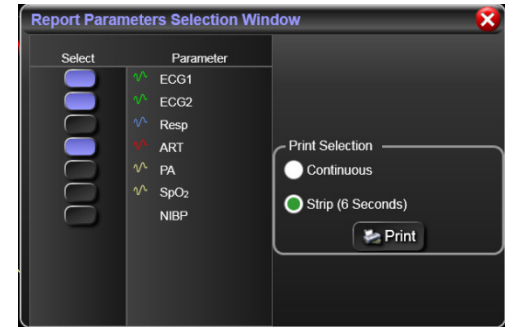 Report Parameters Selection Window
Select Parameter
ECG1
ECG2
Resp
ART
PA
SpO₂
NIBP
Print Selection
Continuous
Strip (6 Seconds)
Print